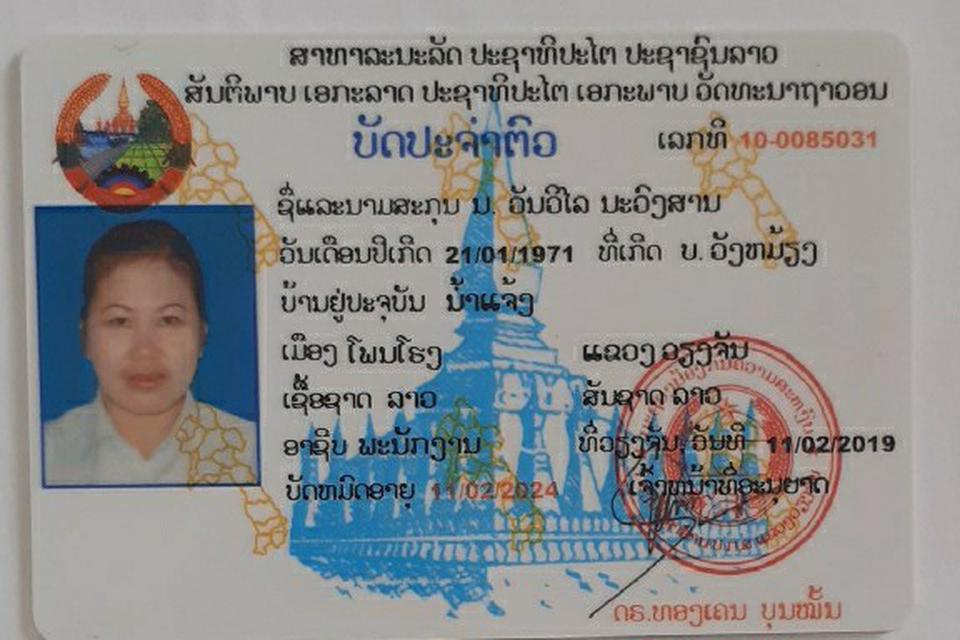 ສາທາລະນະລັດ ປະຊາທິປະໄຕ ປະຊາຊົນລາວ
ສັນຕິພາບ ເອກະລາດ ປະຊາທິປະໄຕ ເອກະພາບ ວັດທະນາຖາວອນ
ບັດປະຈຳຕົວ ເລກທີ 10-0085031
ຊື່ແລະນາມສະກຸນ ນ. ວັນວິໄລ ນະວົງສານ
ວັນເດືອນປີເກີດ 21/01/1971 ທີ່ເກີດ ບ. ວັງຫມ້ຽງ
ບ້ານຢູ່ປະຈຸບັນ ນ້ຳແຈ້ງ
ເມືອງ ໂພນໂຮງ ແຂວງ ວຽງຈັນ
ເຊື້ອຊາດ ລາວ ສັນຊາດ ລາວ
ອາຊີບ ພະນັກງານ ທີ່ວຽງຈັນ, ວັນທີ 11/02/2019
ບັດຫມົດອາຍຸ 11/02/2024 ເຈົ້າຫນ້າທີ່ອະນຸຍາດ
ດຣ.ທອງເຄນ ບຸນໝັ້ນ